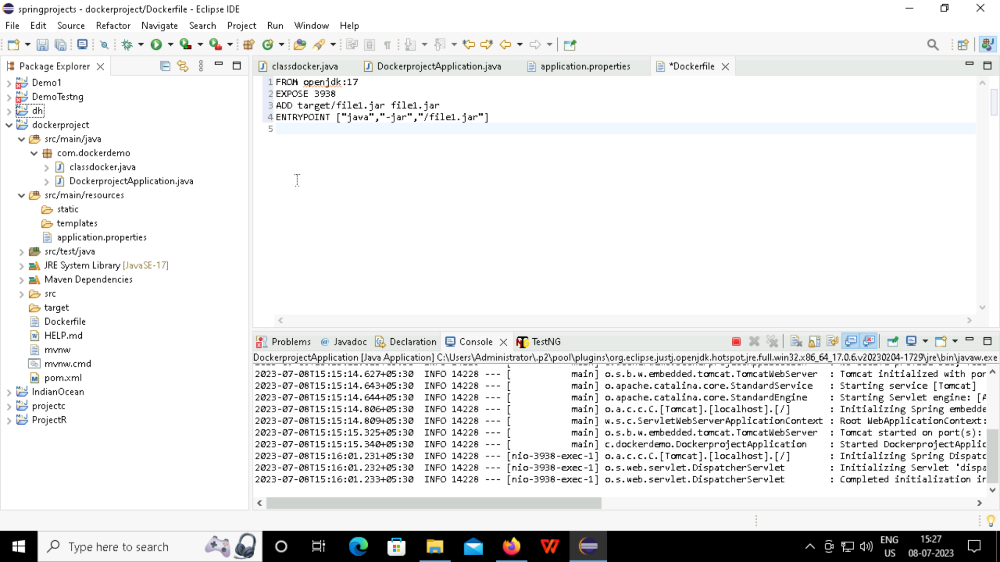 springprojects - dockerproject/Dockerfile - Eclipse IDE
File Edit Source Refactor Navigate Search Project Run Window Help
Package Explorer
classdocker.java DockerprojectApplication.java application.properties *Dockerfile
Demo1
DemoTestng
dh
dockerproject
src/main/java
com.dockerdemo
classdocker.java
DockerprojectApplication.java
src/main/resources
static
templates
application.properties
src/test/java
JRE System Library [JavaSE-17]
Maven Dependencies
src
target
Dockerfile
HELP.md
mvnw
mvnw.cmd
pom.xml
IndianOcean
projectc
ProjectR
1 FROM openjdk:17
2 EXPOSE 3938
3 ADD target/file1.jar file1.jar
4 ENTRYPOINT ["java","-jar","/file1.jar"]
5
Problems @ Javadoc Declaration Console TestNG
DockerprojectApplication [Java Application] C:\Users\Administrator\.p2\pool\plugins\org.eclipse.justj.openjdk.hotspot.jre.full.win32.x86_64_17.0.6.v20230204-1729\jre\bin\javaw.exe
2023-07-08T15:15:14.627+05:30 INFO 14228 --- [ main] o.s.b.w.embedded.tomcat.TomcatWebServer : Tomcat initialized with por
2023-07-08T15:15:14.643+05:30 INFO 14228 --- [ main] o.apache.catalina.core.StandardService : Starting service [Tomcat]
2023-07-08T15:15:14.644+05:30 INFO 14228 --- [ main] o.apache.catalina.core.StandardEngine : Starting Servlet engine: [A
2023-07-08T15:15:14.806+05:30 INFO 14228 --- [ main] o.a.c.c.C.[Tomcat].[localhost].[/] : Initializing Spring embedde
2023-07-08T15:15:14.809+05:30 INFO 14228 --- [ main] w.s.c.ServletWebServerApplicationContext : Root WebApplicationContext:
2023-07-08T15:15:15.325+05:30 INFO 14228 --- [ main] o.s.b.w.embedded.tomcat.TomcatWebServer : Tomcat started on port(s):
2023-07-08T15:15:15.340+05:30 INFO 14228 --- [ main] c.dockerdemo.DockerprojectApplication : Started DockerprojectApplic
2023-07-08T15:16:01.231+05:30 INFO 14228 --- [nio-3938-exec-1] o.a.c.c.C.[Tomcat].[localhost].[/] : Initializing Spring Dispatc
2023-07-08T15:16:01.232+05:30 INFO 14228 --- [nio-3938-exec-1] o.s.web.servlet.DispatcherServlet : Initializing Servlet 'dispa
2023-07-08T15:16:01.233+05:30 INFO 14228 --- [nio-3938-exec-1] o.s.web.servlet.DispatcherServlet : Completed initialization in
Type here to search
ENG
US
15:27
08-07-2023